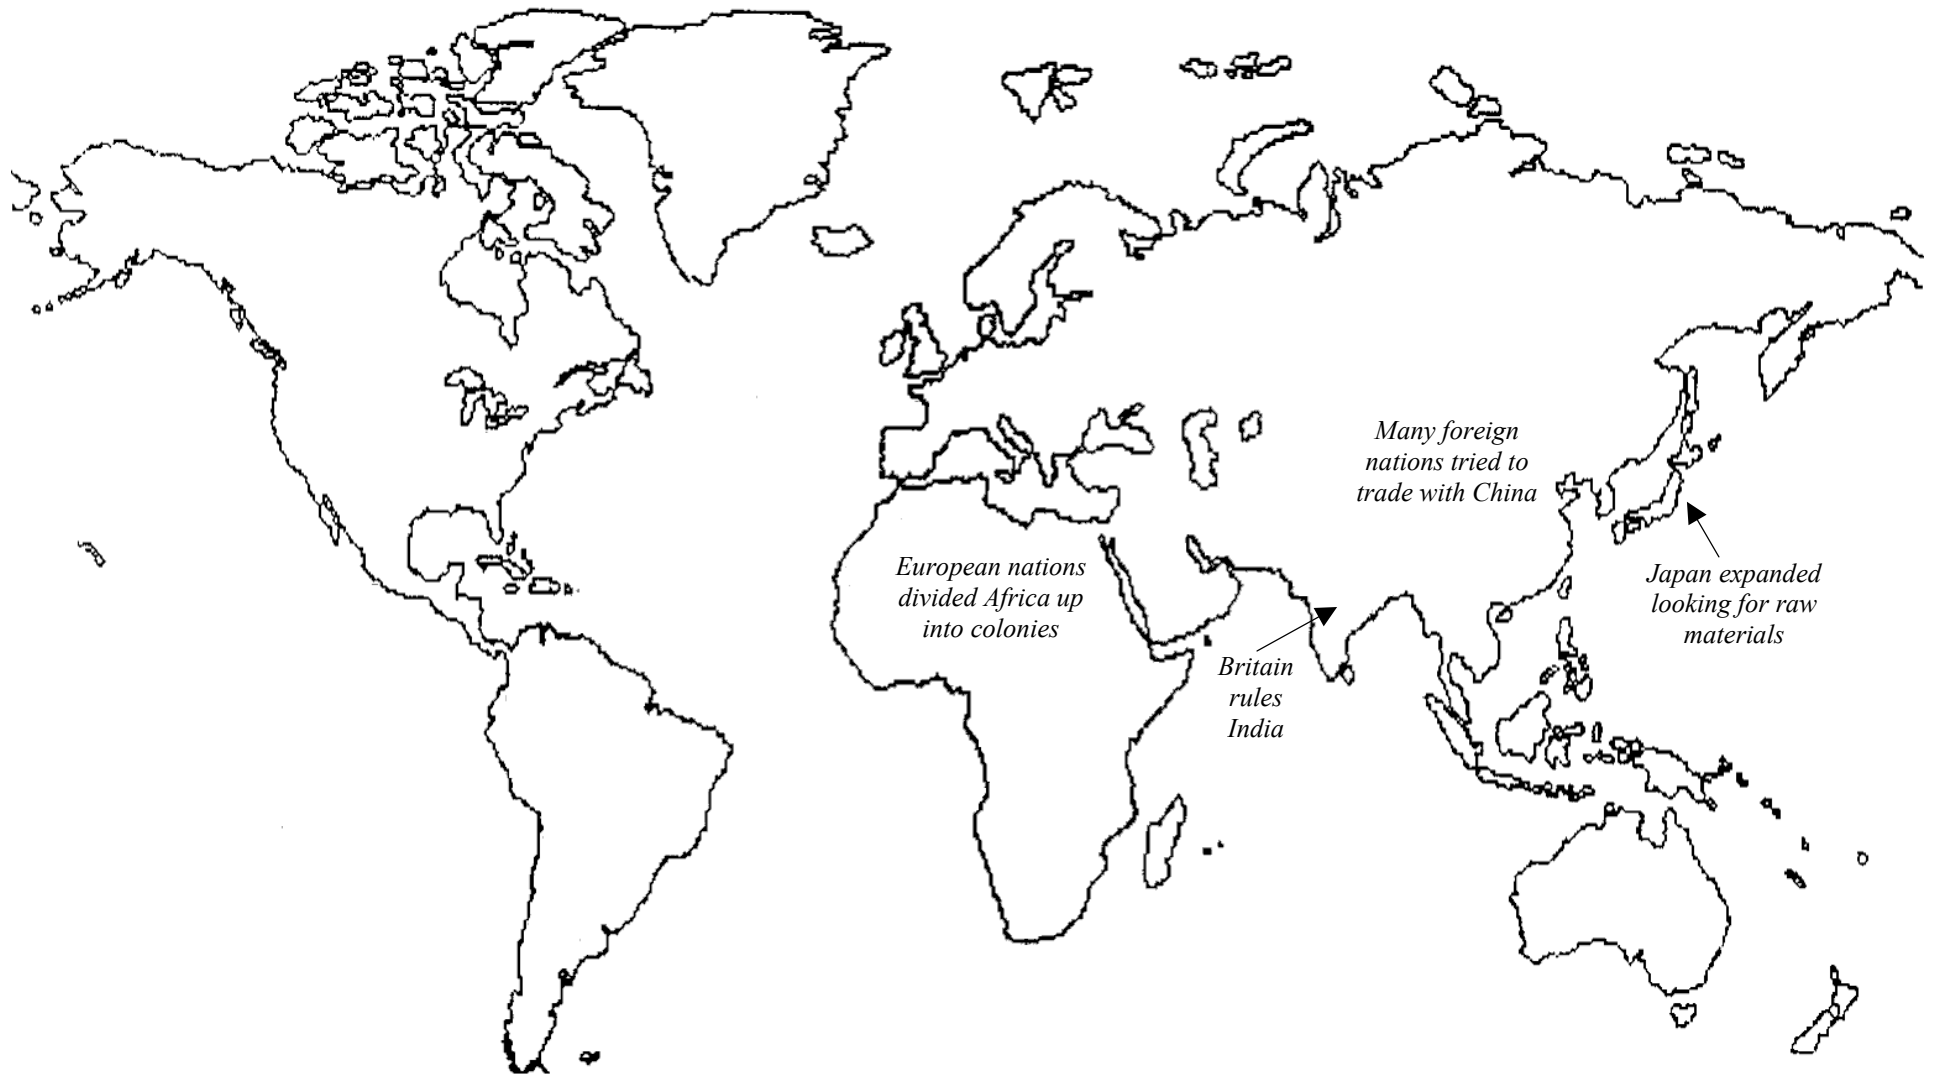 Many foreign
nations tried to
trade with China
European nations
divided Africa up
into colonies
Japan expanded
looking for raw
materials
Britain
rules
India